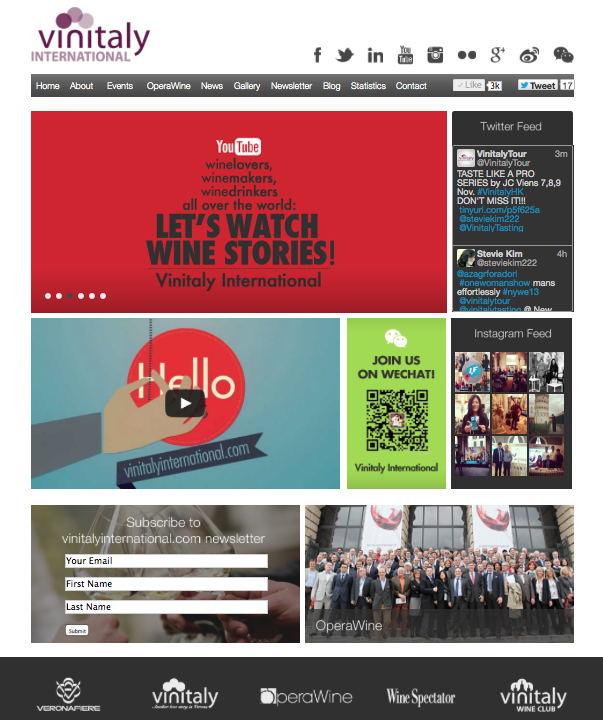 vinitaly
INTERNATIONAL
Home About Events OperaWine News Gallery Newsletter Blog Statistics Contact Like 3k Tweet 17
YouTube
winelovers,
winemakers,
winedrinkers
all over the world:
LET'S WATCH
WINE STORIES!
Vinitaly International
Twitter Feed
VinitalyTour 3m
@VinitalyTour
TASTE LIKE A PRO
SERIES by JC Viens 7,8,9
Nov. #VinitalyHK
DON'T MISS IT!!!
tinyurl.com/p5f625a
@steviekim222
@VinitalyTasting
Stevie Kim 4h
@steviekim222
@azagrforadori
#onewomanshow mans
effortlessly #nywe13
@vinitalytour
@vinitalytasting @ New
Hello
vinitalyinternational.com
JOIN US
ON WECHAT!
Vinitaly International
Instagram Feed
Subscribe to
vinitalyinternational.com newsletter
Your Email
First Name
Last Name
Submit
OperaWine
VERONAFIERE
vinitaly
OperaWine
Wine Spectator
vinitaly
WINE CLUB